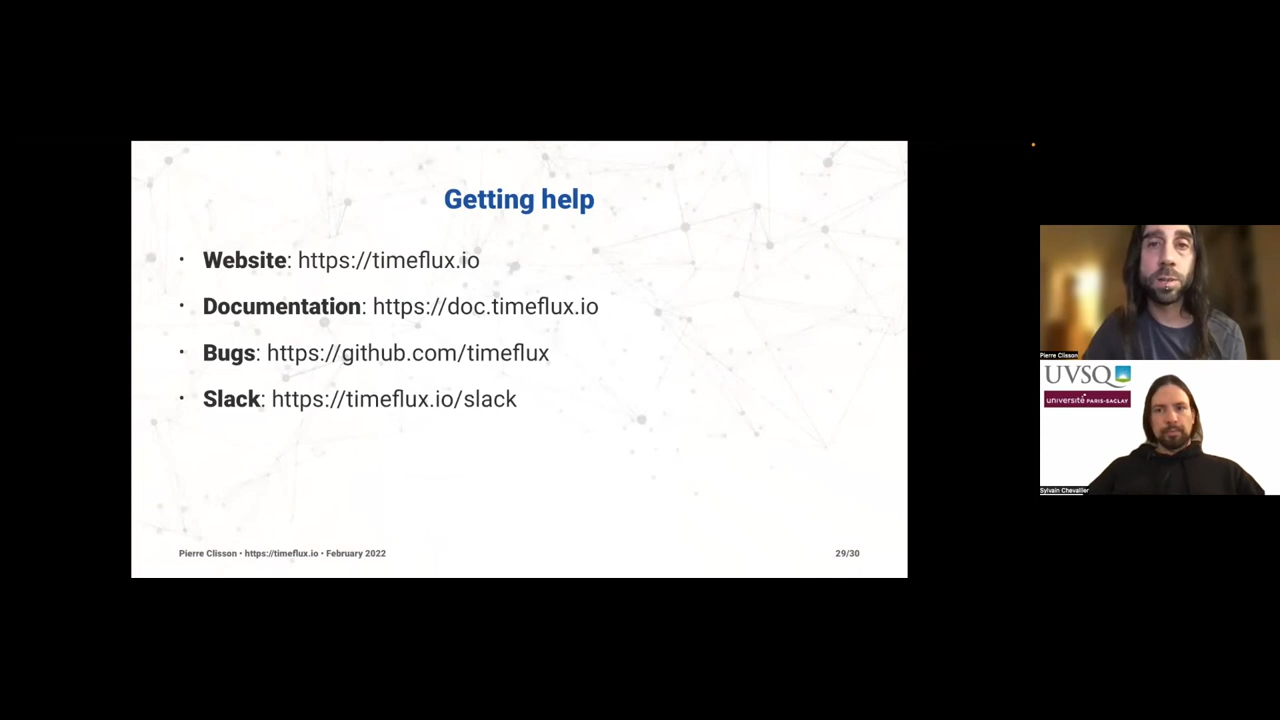 Getting help
• Website: https://timeflux.io
• Documentation: https://doc.timeflux.io
• Bugs: https://github.com/timeflux
• Slack: https://timeflux.io/slack
Pierre Clisson • https://timeflux.io • February 2022
29/30
Pierre Clisson
UVSQ
université PARIS-SACLAY
Sylvain Chevallier